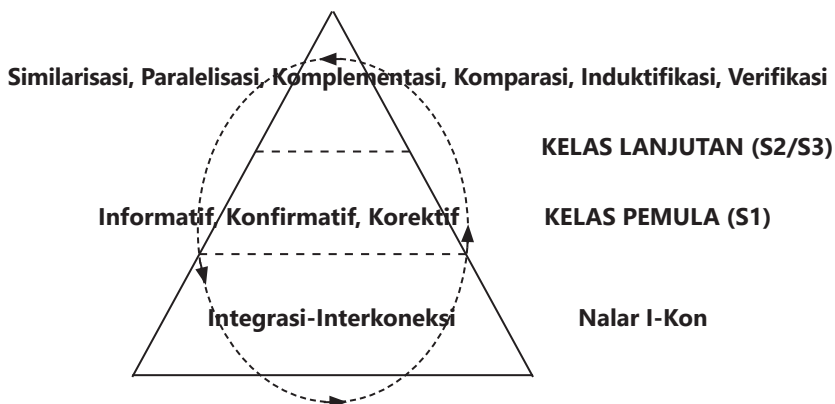 Similarisasi, Paralelisasi, Komplementasi, Komparasi, Induktifikasi, Verifikasi
KELAS LANJUTAN (S2/S3)
Informatif, Konfirmatif, Korektif KELAS PEMULA (S1)
Integrasi-Interkoneksi Nalar I-Kon